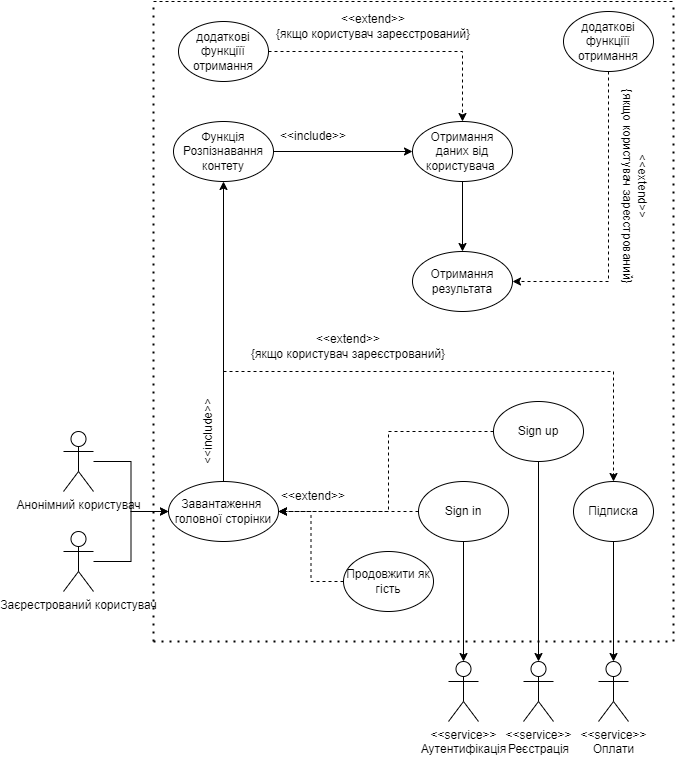 <<extend>>
{якщо користувач зареєстрований}
додаткові
функціїї
отримання
додаткові
функціїї
отримання
{якщо користувач зареєстрований}
<<extend>>
Функція
Розпізнавання
контету
<<include>>
Отримання
даних від
користувача
Отримання
результата
<<extend>>
{якщо користувач зареєстрований}
<<include>>
Sign up
Анонімний користувач
Завантаження
головної сторінки
<<extend>>
Sign in
Підписка
Продовжити як
гість
Заєрестрований користувач
<<service>>
Аутентифікація
<<service>>
Реєстрація
<<service>>
Оплати